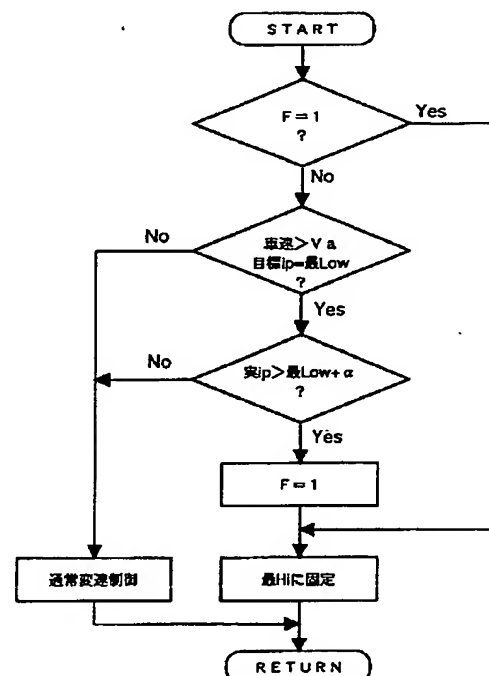 START
F=1
?
Yes
No
車速>Va
目標ip=最Low
?
No
Yes
実ip>最Low+α
?
No
Yes
F=1
通常変速制御
最Hiに固定
RETURN